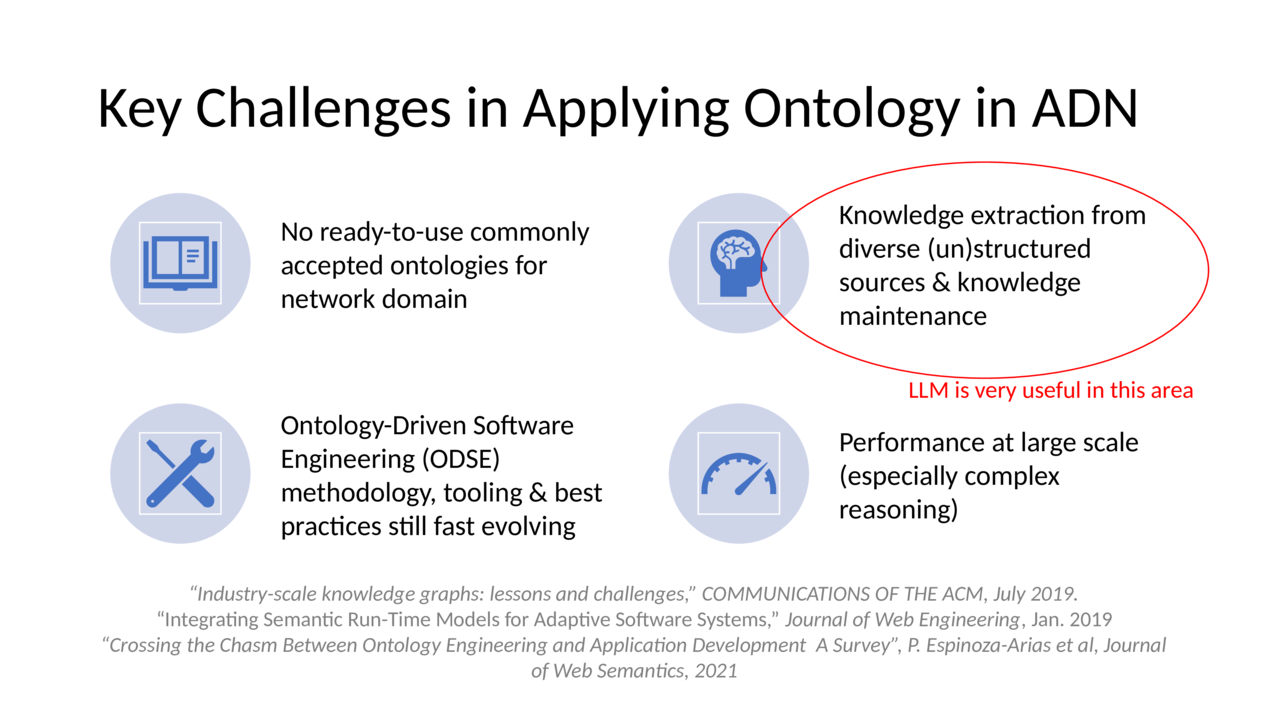 Key Challenges in Applying Ontology in ADN
No ready-to-use commonly
accepted ontologies for
network domain
Knowledge extraction from
diverse (un)structured
sources & knowledge
maintenance
LLM is very useful in this area
Ontology-Driven Software
Engineering (ODSE)
methodology, tooling & best
practices still fast evolving
Performance at large scale
(especially complex
reasoning)
“Industry-scale knowledge graphs: lessons and challenges,” COMMUNICATIONS OF THE ACM, July 2019.
“Integrating Semantic Run-Time Models for Adaptive Software Systems,” Journal of Web Engineering, Jan. 2019
“Crossing the Chasm Between Ontology Engineering and Application Development  A Survey”, P. Espinoza-Arias et al, Journal
of Web Semantics, 2021